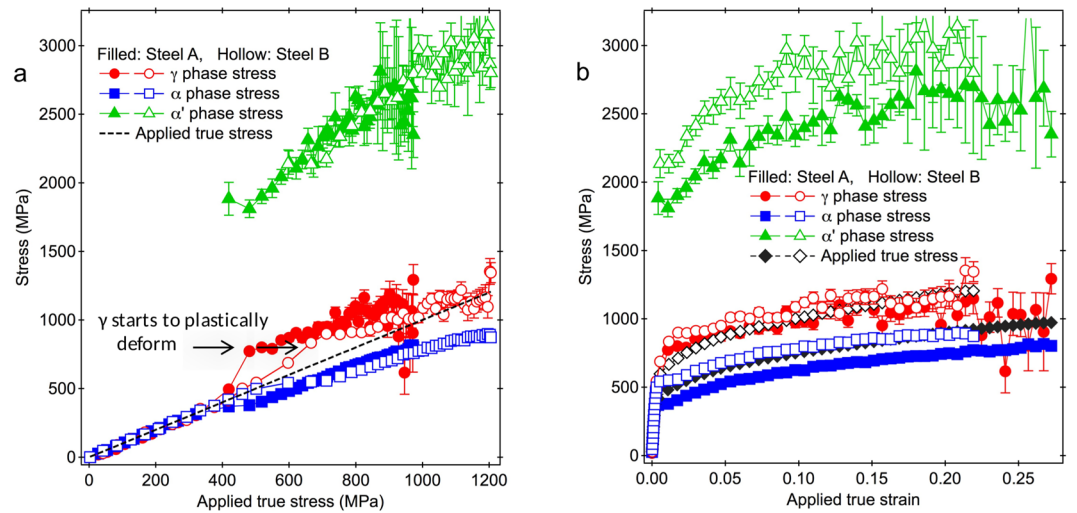 a
3000
2500
2000
1500
1000
500
0
Stress (MPa)
Filled: Steel A, Hollow: Steel B
γ phase stress
α phase stress
α' phase stress
Applied true stress
γ starts to plastically
deform
0
200
400
600
800
1000
1200
Applied true stress (MPa)
b
3000
2500
2000
1500
1000
500
0
Stress (MPa)
Filled: Steel A, Hollow: Steel B
γ phase stress
α phase stress
α' phase stress
Applied true stress
0.00
0.05
0.10
0.15
0.20
0.25
Applied true strain